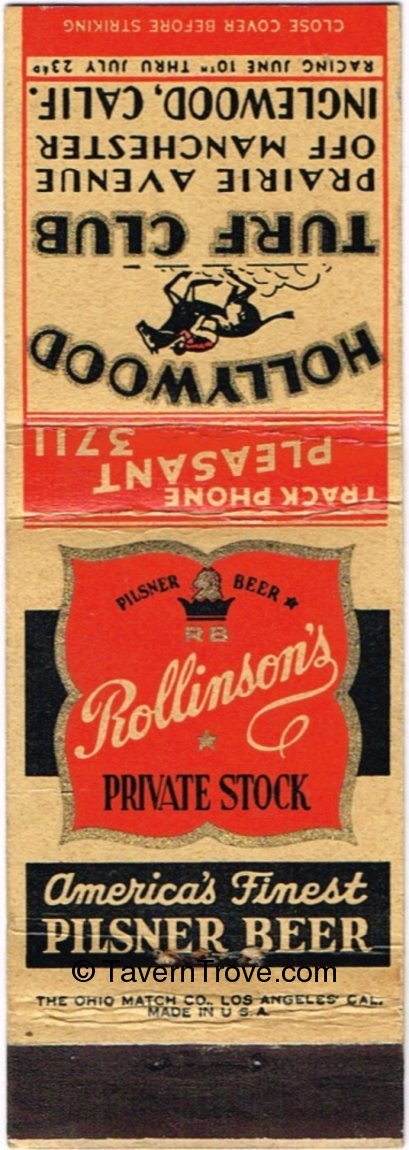 CLOSE COVER BEFORE STRIKING
HOLLYWOOD
TURF CLUB
PRAIRIE AVENUE
OFF MANCHESTER
INGLEWOOD, CALIF.
RACING JUNE 10TH THRU JULY 23RD
TRACK PHONE
PLEASANT
3711
PILSNER BEER
RB
Rollinson's
PRIVATE STOCK
America's Finest
PILSNER BEER
© TavernTrove.com
THE OHIO MATCH CO. LOS ANGELES CAL.
MADE IN U S A